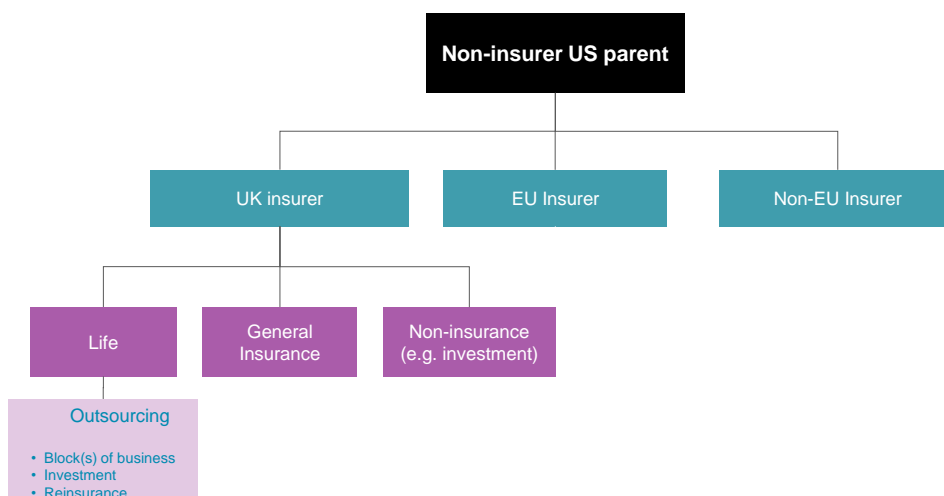 Non-insurer US parent
UK insurer
EU Insurer
Non-EU Insurer
Life
General
Insurance
Non-insurance
(e.g. investment)
Outsourcing
• Block(s) of business
• Investment
• Reinsurance